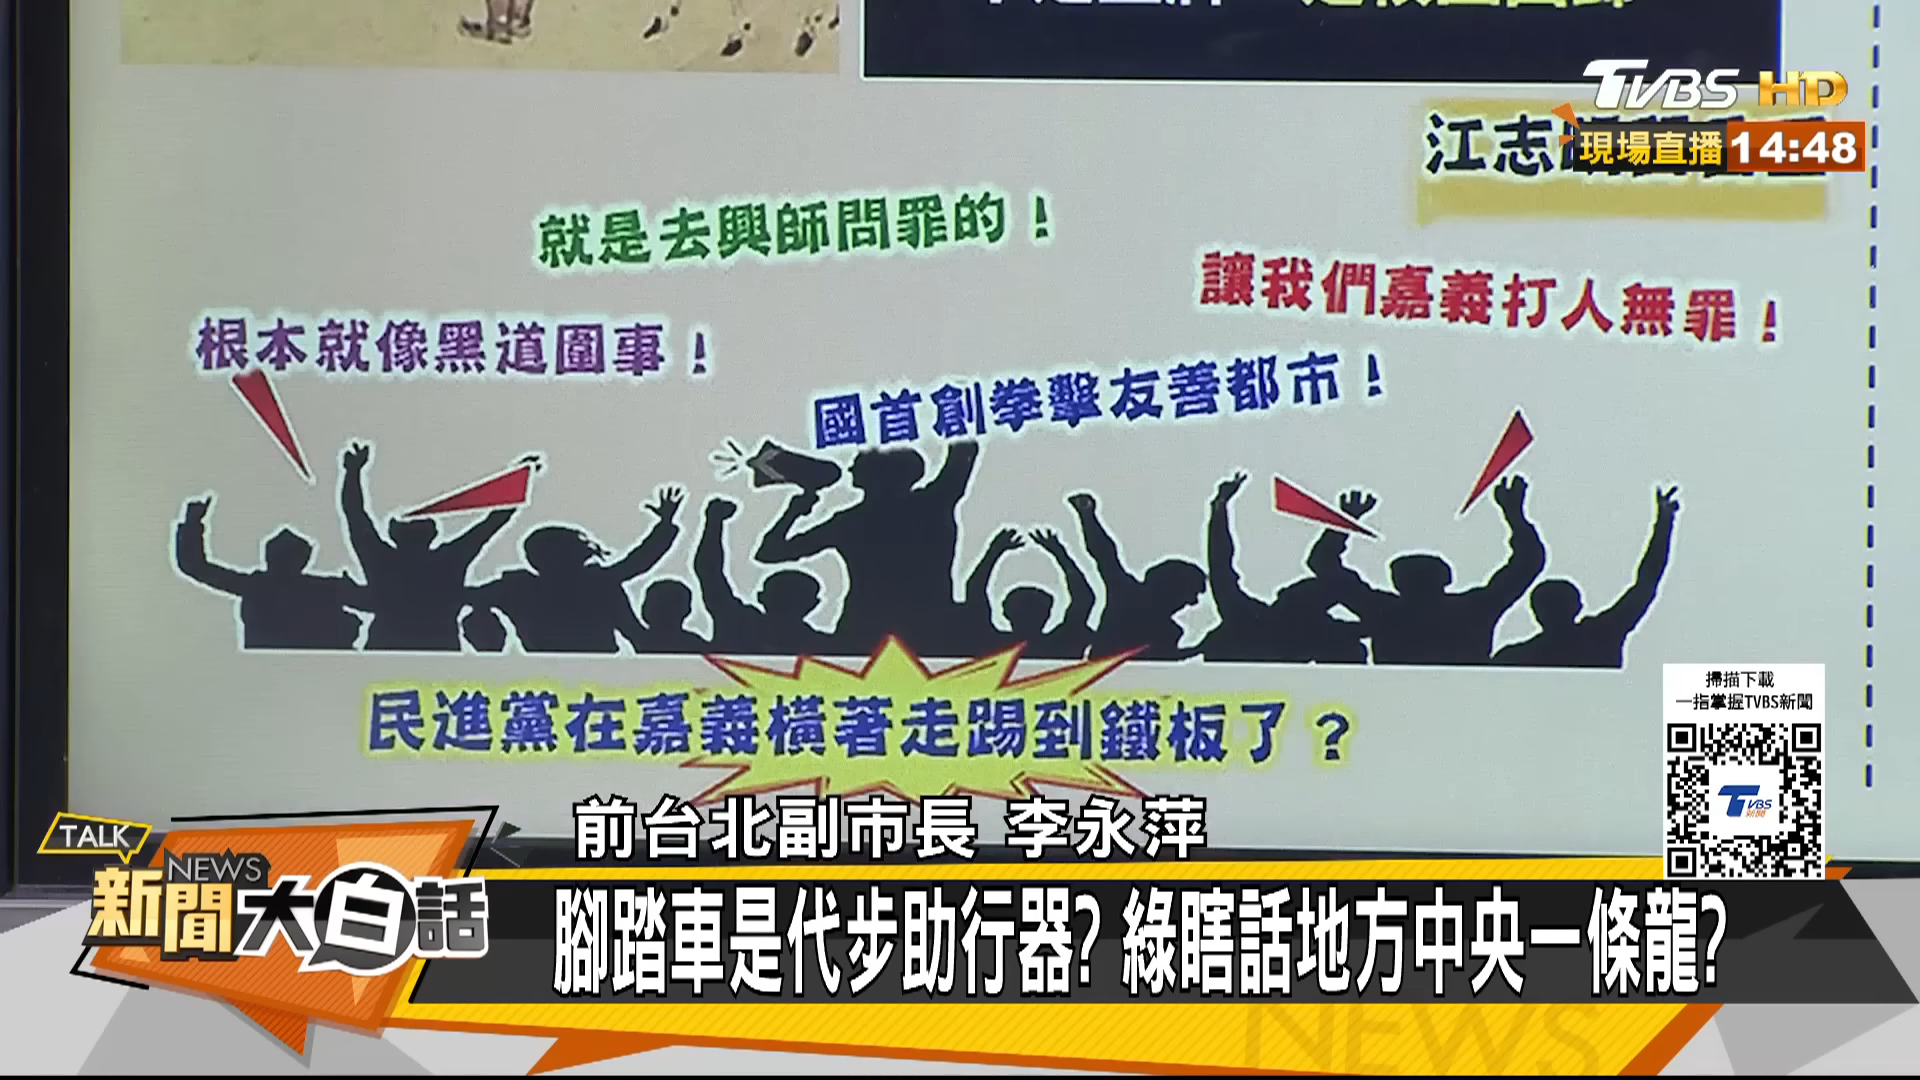 TVBS HD
江志
現場直播 14:48
就是去興師問罪的!
讓我們嘉義打人無罪!
根本就像黑道圍事!
國首創拳擊友善都市!
民進黨在嘉義橫著走踢到鐵板了?
掃描下載
一指掌握TVBS新聞
TVBS
新聞
前台北副市長 李永萍
TALK
NEWS
新聞大白話
腳踏車是代步助行器? 綠瞎話地方中央一條龍?
NEWS